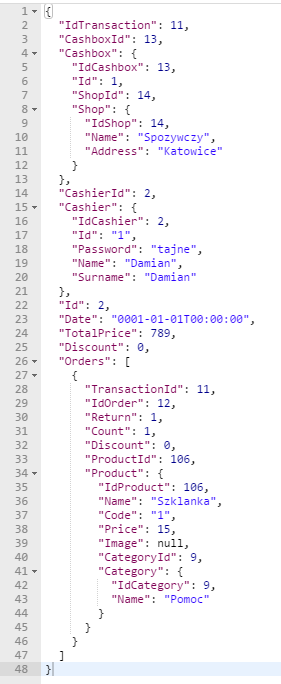 1 {
2 "IdTransaction": 11,
3 "CashboxId": 13,
4 "Cashbox": {
5 "IdCashbox": 13,
6 "Id": 1,
7 "ShopId": 14,
8 "Shop": {
9 "IdShop": 14,
10 "Name": "Spozywczy",
11 "Address": "Katowice"
12 }
13 },
14 "CashierId": 2,
15 "Cashier": {
16 "IdCashier": 2,
17 "Id": "1",
18 "Password": "tajne",
19 "Name": "Damian",
20 "Surname": "Damian"
21 },
22 "Id": 2,
23 "Date": "0001-01-01T00:00:00",
24 "TotalPrice": 789,
25 "Discount": 0,
26 "Orders": [
27 {
28 "TransactionId": 11,
29 "IdOrder": 12,
30 "Return": 1,
31 "Count": 1,
32 "Discount": 0,
33 "ProductId": 106,
34 "Product": {
35 "IdProduct": 106,
36 "Name": "Szklanka",
37 "Code": "1",
38 "Price": 15,
39 "Image": null,
40 "CategoryId": 9,
41 "Category": {
42 "IdCategory": 9,
43 "Name": "Pomoc"
44 }
45 }
46 }
47 ]
48 }